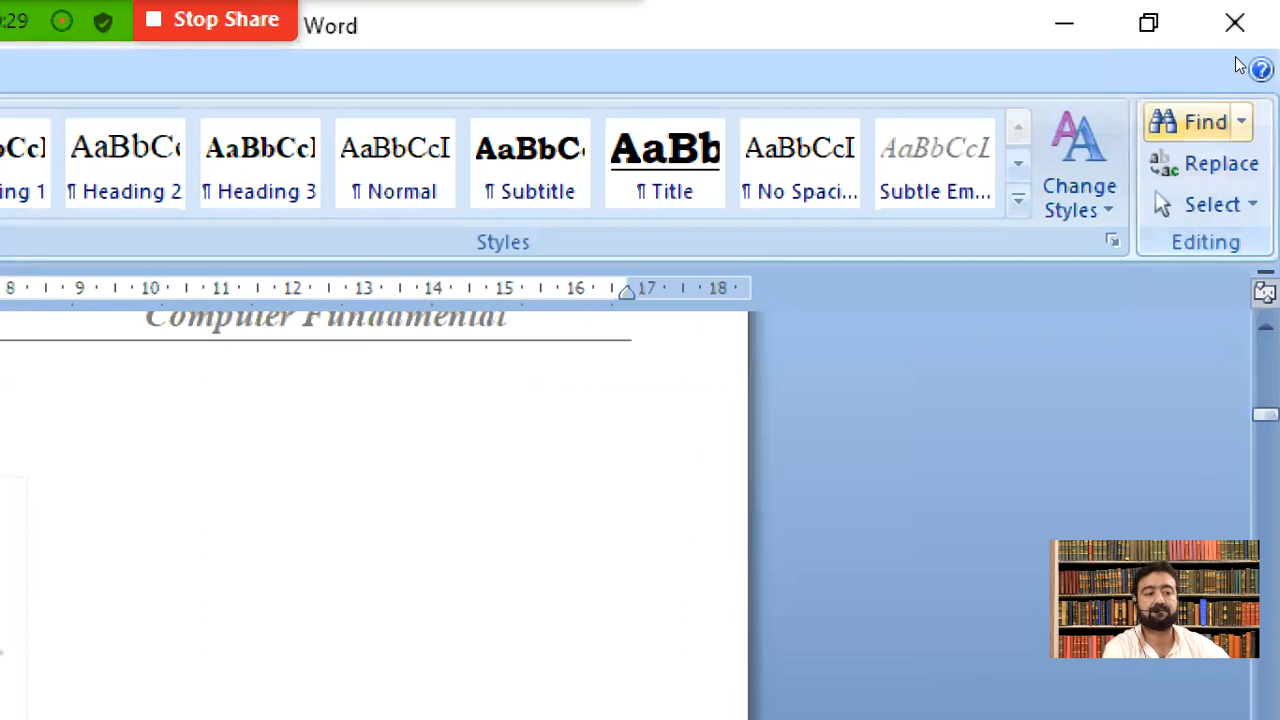 :29 Stop Share Word
AaBbCc AaBbCcI AaBbCcI AaBbC AaBb AaBbCcI AaBbCcL
ing 1 ¶ Heading 2 ¶ Heading 3 ¶ Normal ¶ Subtitle ¶ Title ¶ No Spaci... Subtle Em...
Change Styles
Find
Replace
Select
Styles
Editing
8 9 10 11 12 13 14 15 16 17 18
Computer Fundamental